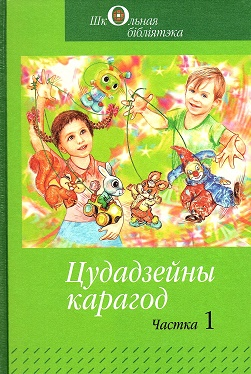 Школьная
бібліятэка
Цудадзейны
карагод
Частка 1